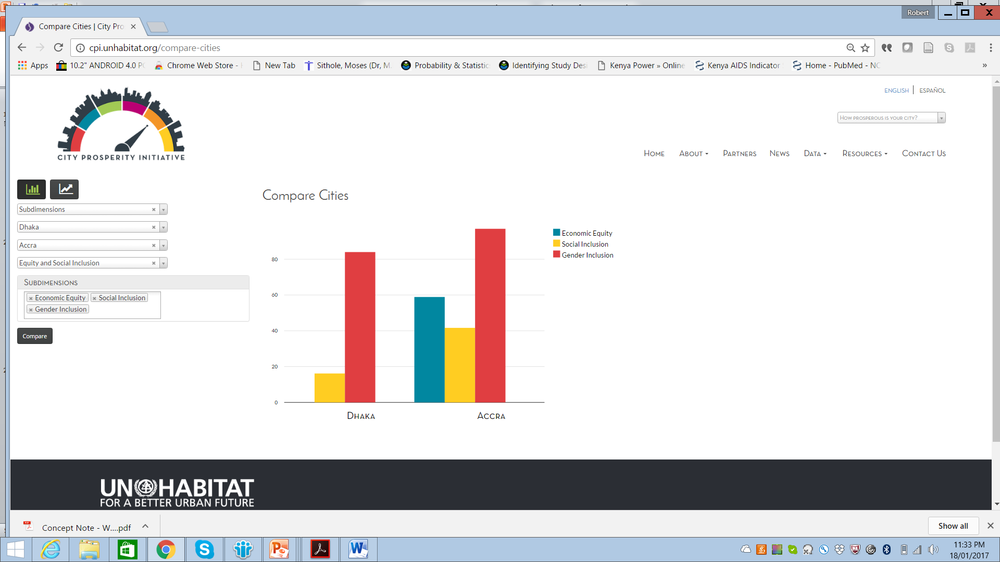 Robert
Compare Cities | City Pro
cpi.unhabitat.org/compare-cities
Apps
10.2" ANDROID 4.0 PC
Chrome Web Store -
New Tab
Sithole, Moses (Dr, M
Probability & Statistic
Identifying Study Desi
Kenya Power » Online
Kenya AIDS Indicator
Home - PubMed - NC
»
ENGLISH | ESPAÑOL
How prosperous is your city?
CITY PROSPERITY INITIATIVE
Home About Partners News Data Resources Contact Us
Subdimensions
Dhaka
Accra
Equity and Social Inclusion
Subdimensions
Economic Equity Social Inclusion
Gender Inclusion
Compare
Compare Cities
80
60
40
20
0
Dhaka Accra
Economic Equity
Social Inclusion
Gender Inclusion
UN HABITAT
FOR A BETTER URBAN FUTURE
Concept Note - W....pdf
Show all
11:33 PM
18/01/2017